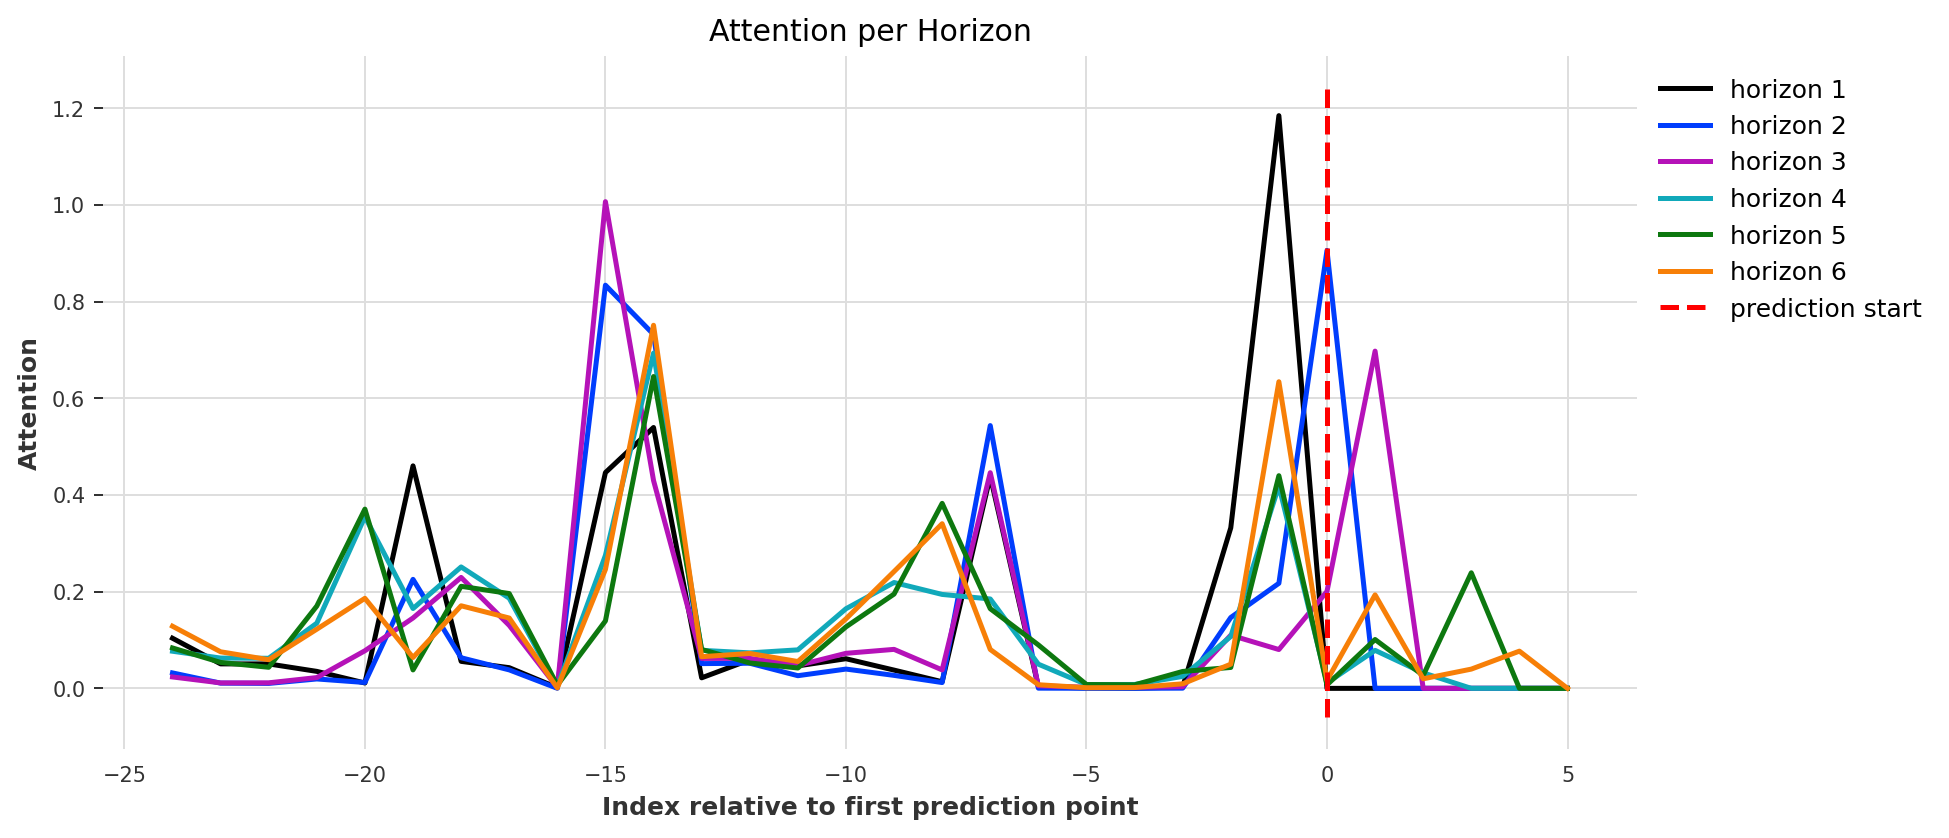 Attention per Horizon
1.2
1.0
0.8
0.6
0.4
0.2
0.0
Attention
−25
−20
−15
−10
−5
0
5
Index relative to first prediction point
horizon 1
horizon 2
horizon 3
horizon 4
horizon 5
horizon 6
prediction start